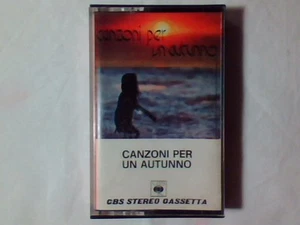 canzoni per
un autunno
CANZONI PER
UN AUTUNNO
CBS STEREO CASSETTA